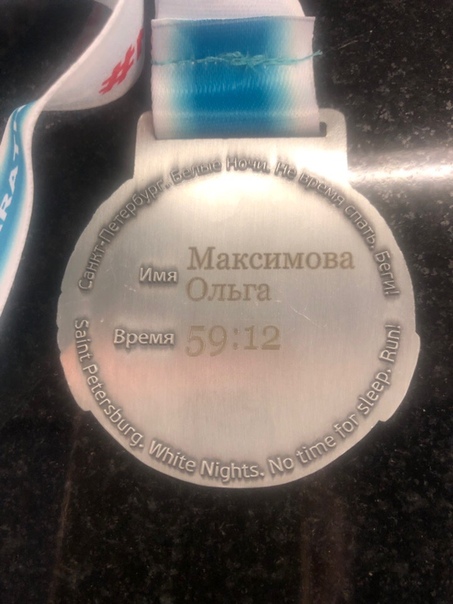 Санкт-Петербург. Белые Ночи. Не время спать. Беги!
Имя Максимова
Ольга
Время 59:12
Saint Petersburg. White Nights. No time for sleep. Run!